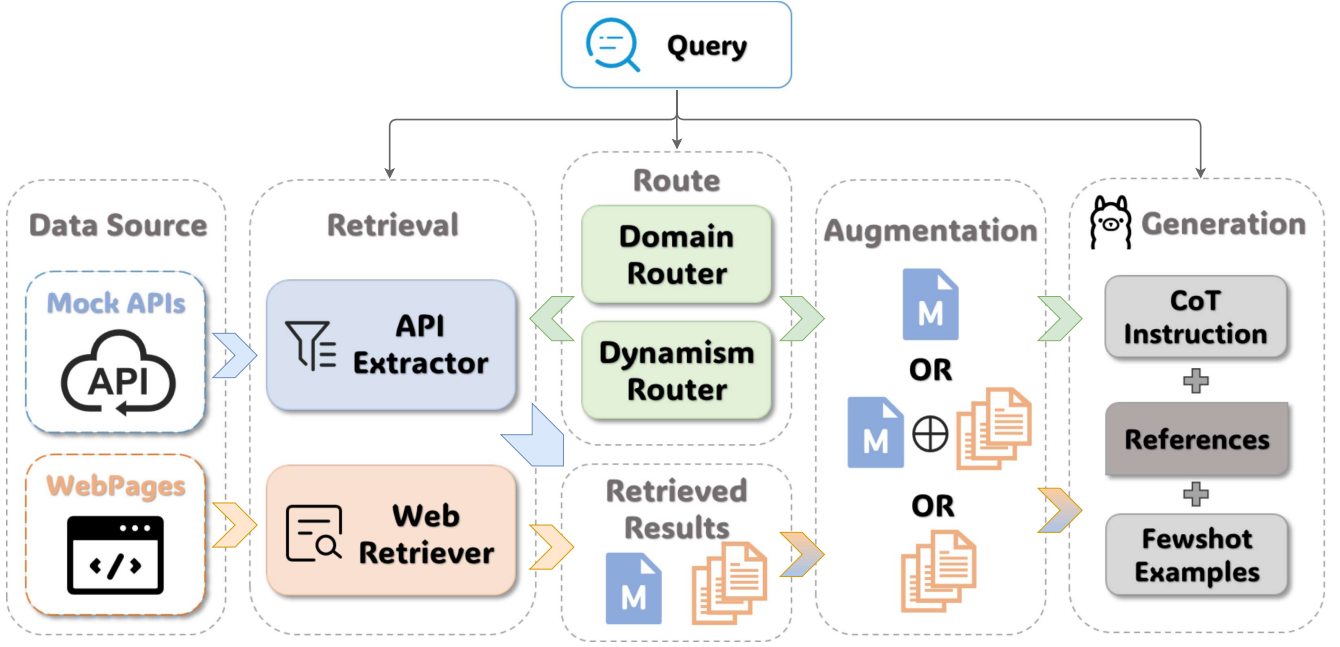 Query
Data Source
Mock APIs
API
WebPages
</>
Retrieval
API
Extractor
Web
Retriever
Route
Domain
Router
Dynamism
Router
Retrieved
Results
M
Augmentation
M
OR
M
OR
Generation
CoT
Instruction
References
Fewshot
Examples